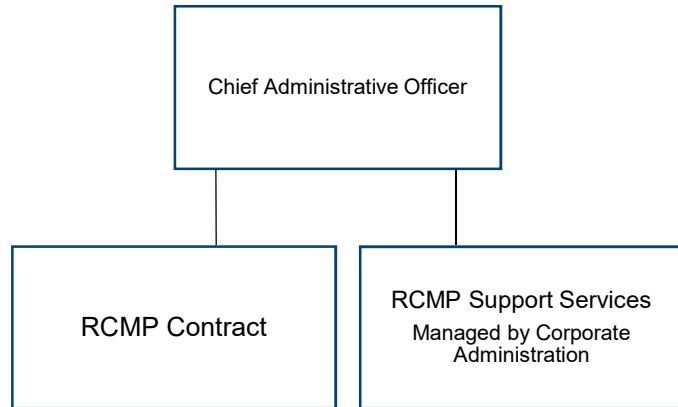 Chief Administrative Officer
RCMP Contract
RCMP Support Services
Managed by Corporate
Administration